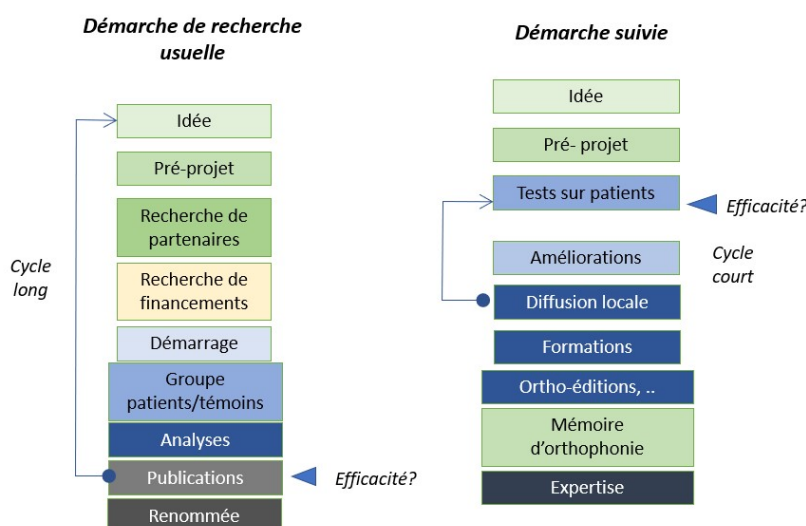 Démarche de recherche
usuelle
Idée
Pré-projet
Recherche de
partenaires
Cycle
long
Recherche de
financements
Démarrage
Groupe
patients/témoins
Analyses
Publications
Efficacité?
Renommée
Démarche suivie
Idée
Pré- projet
Tests sur patients
Efficacité?
Améliorations
Cycle
court
Diffusion locale
Formations
Ortho-éditions, ..
Mémoire
d'orthophonie
Expertise